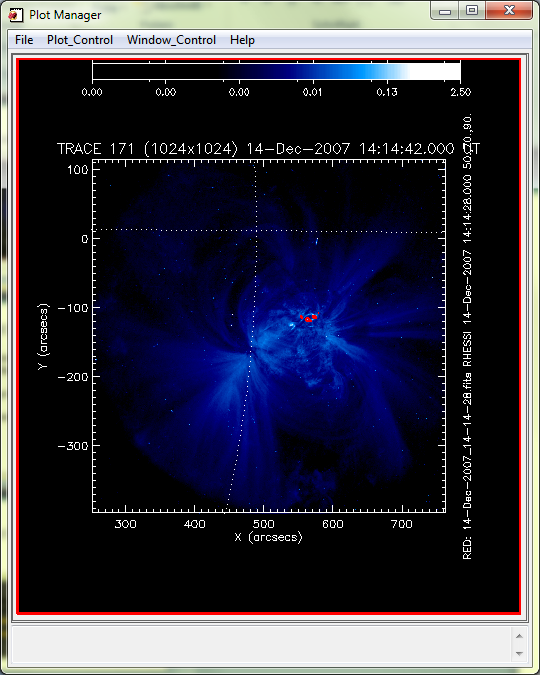 Plot Manager
File Plot_Control Window_Control Help
0.00 0.00 0.00 0.01 0.13 2.50
TRACE 171 (1024x1024) 14-Dec-2007 14:14:42.000
100
0
-100
-200
-300
Y (arcsecs)
300 400 500 600 700
X (arcsecs)
RED: 14-Dec-2007_14-14-28.fits RHESSI 14-Dec-2007 14:14:28.000 50,70,90.